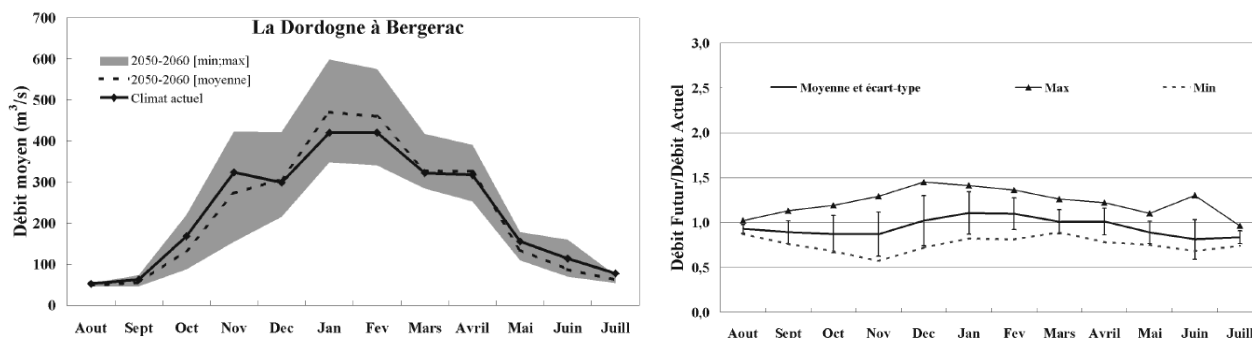 La Dordogne à Bergerac
700
600
500
400
300
200
100
0
Débit moyen (m³/s)
2050-2060 [min;max]
2050-2060 [moyenne]
Climat actuel
Aout Sept Oct Nov Dec Jan Fev Mars Avril Mai Juin Juill
3,0
2,5
2,0
1,5
1,0
0,5
0,0
Débit Futur/Débit Actuel
Moyenne et écart-type Max Min
Aout Sept Oct Nov Dec Jan Fev Mars Avril Mai Juin Juill